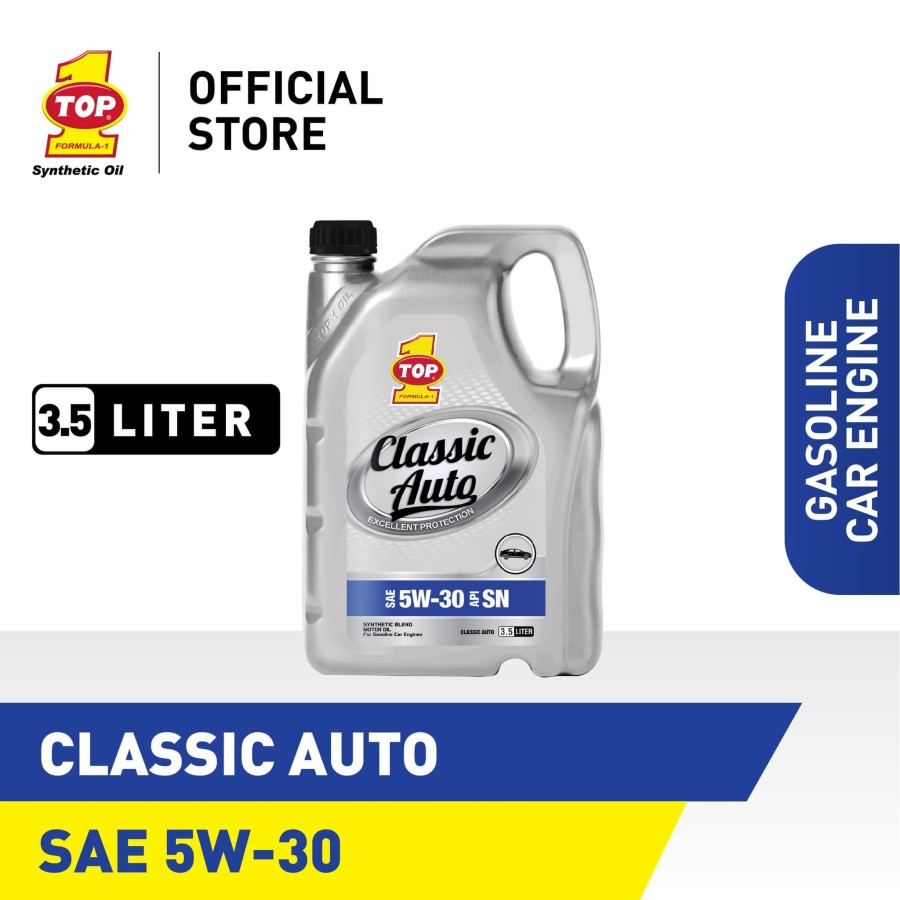 1
TOP
FORMULA-1
Synthetic Oil
OFFICIAL
STORE
3.5 LITER
TOP 1 OIL
1
TOP
FORMULA-1
Classic
Auto
EXCELLENT PROTECTION
SAE 5W-30 API SN
SYNTHETIC BLEND
MOTOR OIL
For Gasoline Car Engines
CLASSIC AUTO 3.5 LITER
GASOLINE
CAR ENGINE
CLASSIC AUTO
SAE 5W-30